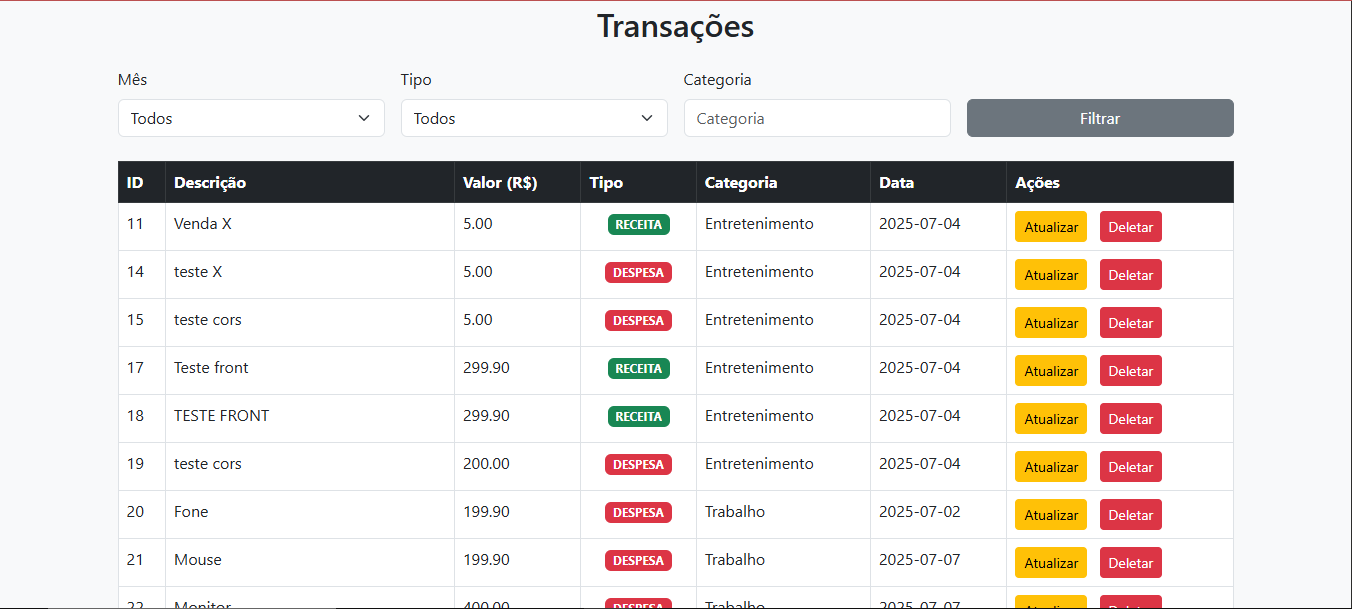 Transações
Mês Tipo Categoria
Todos Todos Categoria Filtrar
ID Descrição Valor (R$) Tipo Categoria Data Ações
11 Venda X 5.00 RECEITA Entretenimento 2025-07-04 Atualizar Deletar
14 teste X 5.00 DESPESA Entretenimento 2025-07-04 Atualizar Deletar
15 teste cors 5.00 DESPESA Entretenimento 2025-07-04 Atualizar Deletar
17 Teste front 299.90 RECEITA Entretenimento 2025-07-04 Atualizar Deletar
18 TESTE FRONT 299.90 RECEITA Entretenimento 2025-07-04 Atualizar Deletar
19 teste cors 200.00 DESPESA Entretenimento 2025-07-04 Atualizar Deletar
20 Fone 199.90 DESPESA Trabalho 2025-07-02 Atualizar Deletar
21 Mouse 199.90 DESPESA Trabalho 2025-07-07 Atualizar Deletar
22 Monitor 400.00 DESPESA Trabalho 2025-07-07 Atualizar Deletar